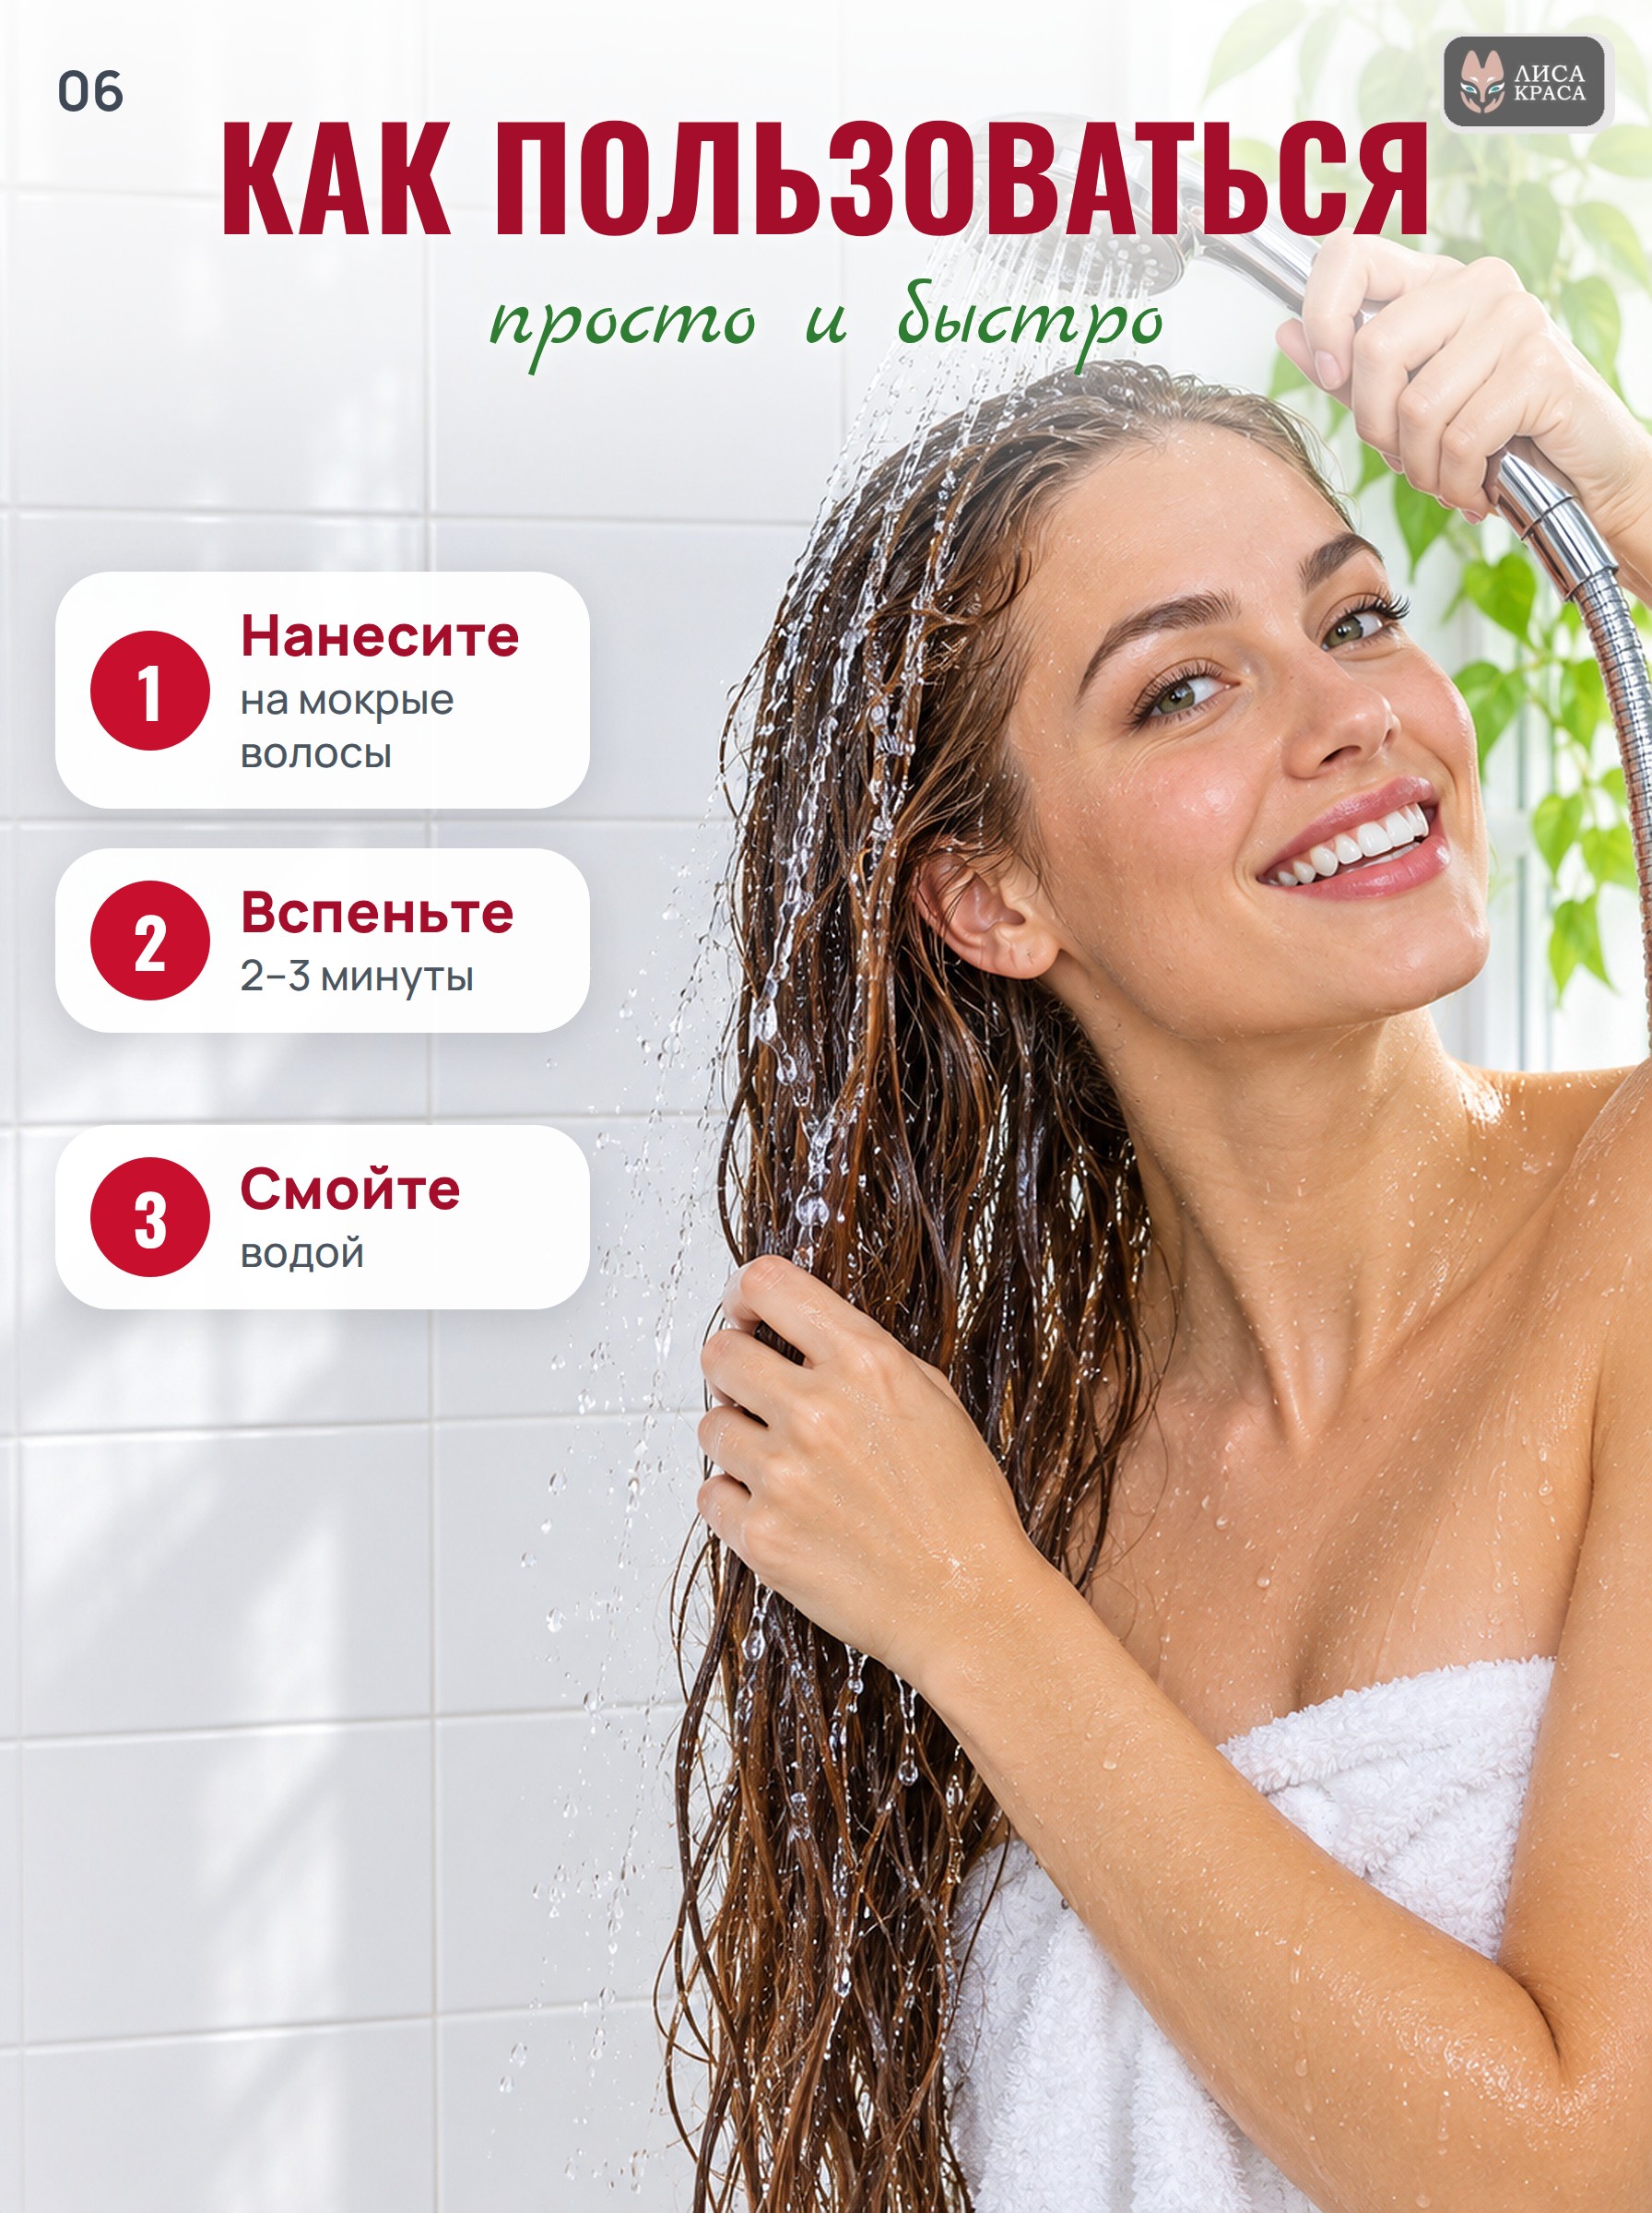 06
ЛИСА
КРАСА
КАК ПОЛЬЗОВАТЬСЯ
просто и быстро
1
Нанесите
на мокрые
волосы
2
Вспеньте
2–3 минуты
3
Смойте
водой